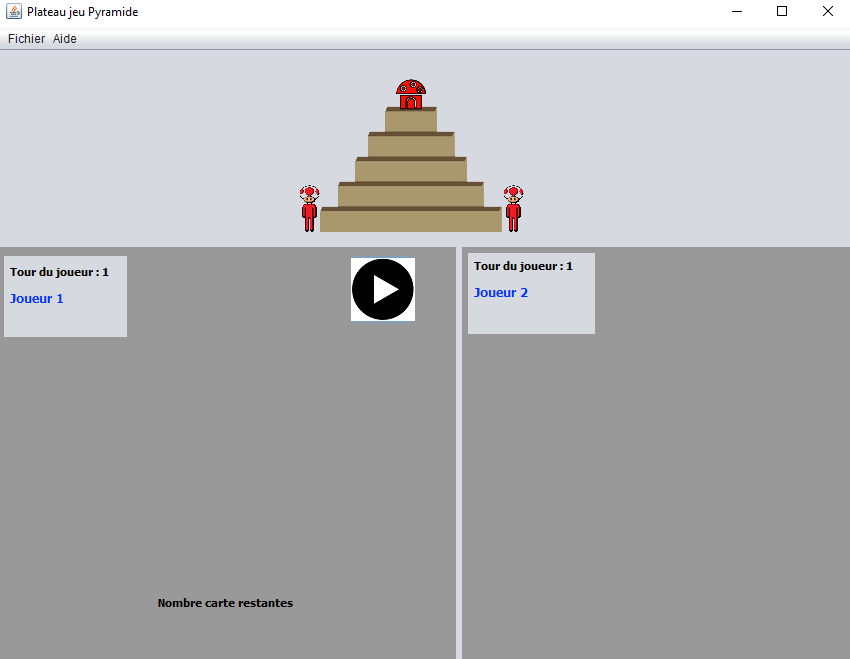 Plateau jeu Pyramide
Fichier Aide
Tour du joueur : 1
Joueur 1
Tour du joueur : 1
Joueur 2
Nombre carte restantes